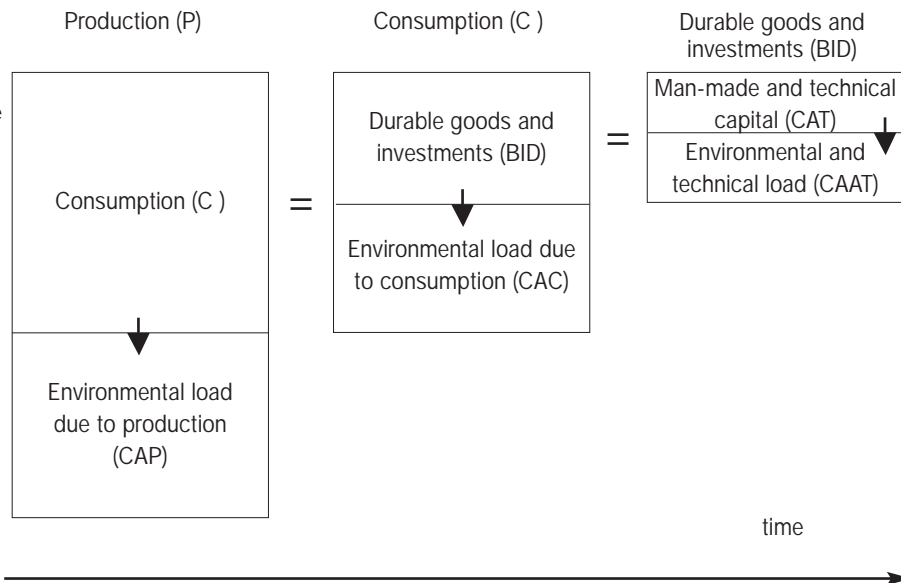 Production (P)
Consumption (C )
Environmental load
due to production
(CAP)
=
Consumption (C )
Durable goods and
investments (BID)
Environmental load due
to consumption (CAC)
=
Durable goods and
investments (BID)
Man-made and technical
capital (CAT)
Environmental and
technical load (CAAT)
time